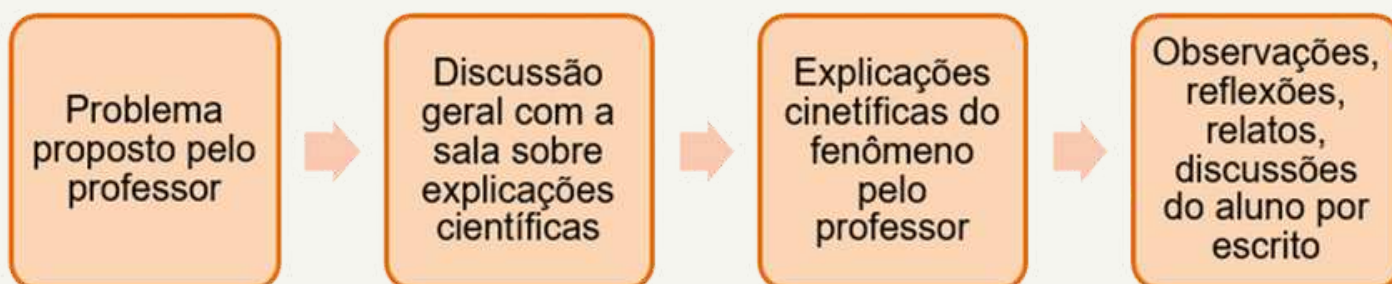 Problema
proposto pelo
professor
Discussão
geral com a
sala sobre
explicações
científicas
Explicações
cinetíficas do
fenômeno
pelo
professor
Observações,
reflexões,
relatos,
discussões
do aluno por
escrito